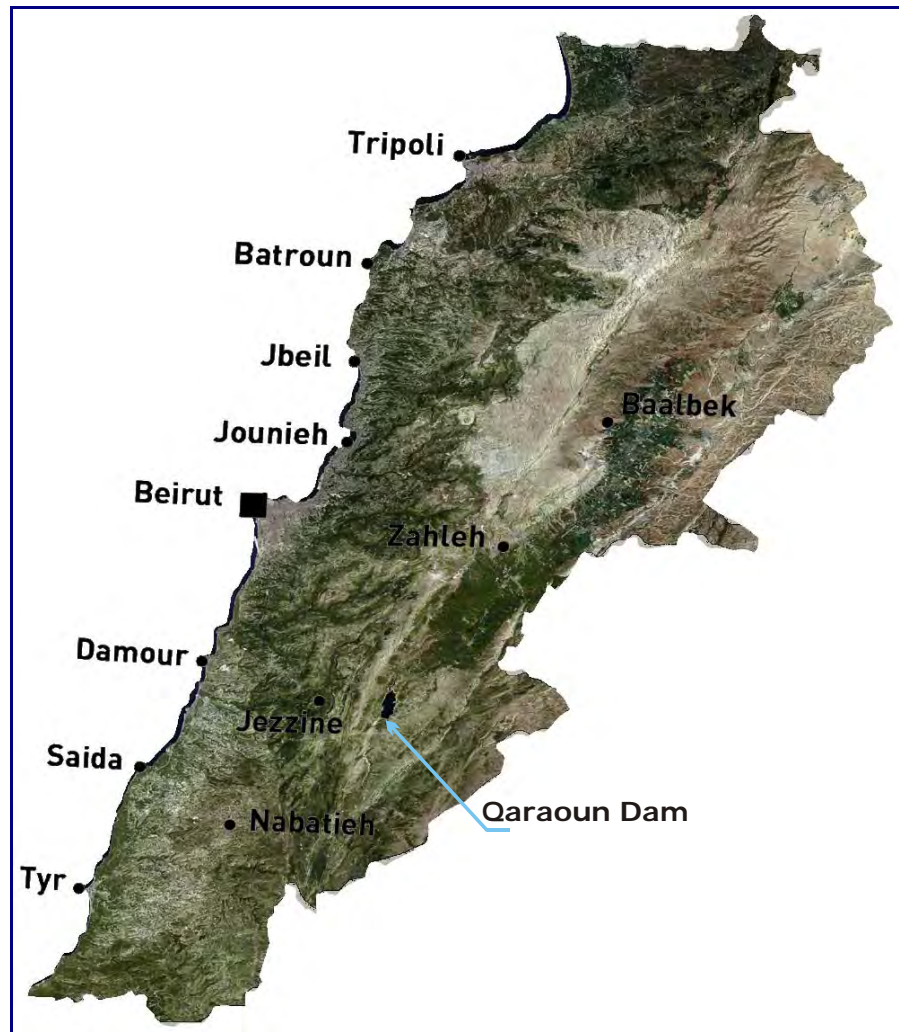 Tripoli
Batroun
Jbeil
Baalbek
Jounieh
Beirut
Zahleh
Damour
Jezzine
Saida
Qaraoun Dam
Nabatieh
Tyr